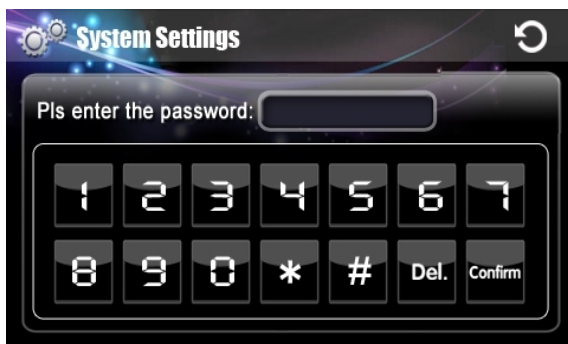 System Settings
Pls enter the password:
1 2 3 4 5 6 7
8 9 0 * # Del. Confirm